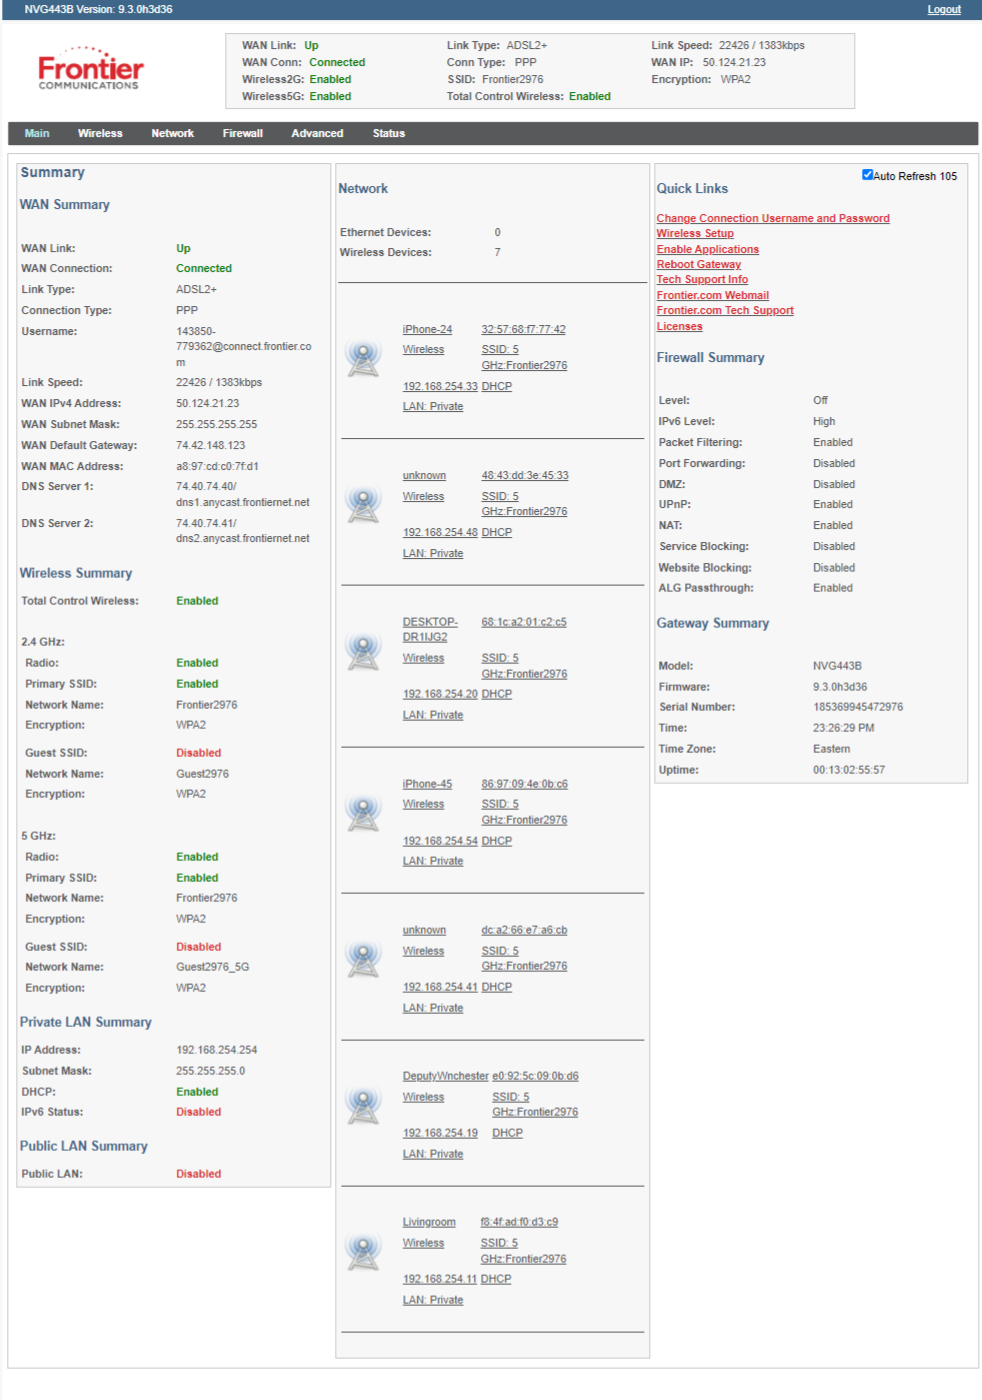 NVG443B Version: 9.3.0h3d36
Logout
Frontier
COMMUNICATIONS
WAN Link: Up
Link Type: ADSL2+
Link Speed: 22426 / 1383kbps
WAN Conn: Connected
Conn Type: PPP
WAN IP: 50.124.21.23
Wireless2G: Enabled
SSID: Frontier2976
Encryption: WPA2
Wireless5G: Enabled
Total Control Wireless: Enabled
Main Wireless Network Firewall Advanced Status
Summary
WAN Summary
WAN Link: Up
WAN Connection: Connected
Link Type: ADSL2+
Connection Type: PPP
Username: 143850-
779362@connect.frontier.co
m
Link Speed: 22426 / 1383kbps
WAN IPv4 Address: 50.124.21.23
WAN Subnet Mask: 255.255.255.255
WAN Default Gateway: 74.42.148.123
WAN MAC Address: a8:97:cd:c0:7f:d1
DNS Server 1: 74.40.74.40/
dns1.anycast.frontiernet.net
DNS Server 2: 74.40.74.41/
dns2.anycast.frontiernet.net
Wireless Summary
Total Control Wireless: Enabled
2.4 GHz:
Radio: Enabled
Primary SSID: Enabled
Network Name: Frontier2976
Encryption: WPA2
Guest SSID: Disabled
Network Name: Guest2976
Encryption: WPA2
5 GHz:
Radio: Enabled
Primary SSID: Enabled
Network Name: Frontier2976
Encryption: WPA2
Guest SSID: Disabled
Network Name: Guest2976_5G
Encryption: WPA2
Private LAN Summary
IP Address: 192.168.254.254
Subnet Mask: 255.255.255.0
DHCP: Enabled
IPv6 Status: Disabled
Public LAN Summary
Public LAN: Disabled
Network
Ethernet Devices: 0
Wireless Devices: 7
iPhone-24 32:57:68:f7:77:42
Wireless SSID: 5
GHz:Frontier2976
192.168.254.33 DHCP
LAN: Private
unknown 48:43:dd:3e:45:33
Wireless SSID: 5
GHz:Frontier2976
192.168.254.48 DHCP
LAN: Private
DESKTOP- 68:1c:a2:01:c2:c5
DR1IJG2
Wireless SSID: 5
GHz:Frontier2976
192.168.254.20 DHCP
LAN: Private
iPhone-45 86:97:09:4e:0b:c6
Wireless SSID: 5
GHz:Frontier2976
192.168.254.54 DHCP
LAN: Private
unknown dc:a2:66:e7:a6:cb
Wireless SSID: 5
GHz:Frontier2976
192.168.254.41 DHCP
LAN: Private
DeputyWnchester e0:92:5c:09:0b:d6
Wireless SSID: 5
GHz:Frontier2976
192.168.254.19 DHCP
LAN: Private
Livingroom f8:4f:ad:f0:d3:c9
Wireless SSID: 5
GHz:Frontier2976
192.168.254.11 DHCP
LAN: Private
Auto Refresh 105
Quick Links
Change Connection Username and Password
Wireless Setup
Enable Applications
Reboot Gateway
Tech Support Info
Frontier.com Webmail
Frontier.com Tech Support
Licenses
Firewall Summary
Level: Off
IPv6 Level: High
Packet Filtering: Enabled
Port Forwarding: Disabled
DMZ: Disabled
UPnP: Enabled
NAT: Enabled
Service Blocking: Disabled
Website Blocking: Disabled
ALG Passthrough: Enabled
Gateway Summary
Model: NVG443B
Firmware: 9.3.0h3d36
Serial Number: 185369945472976
Time: 23:26:29 PM
Time Zone: Eastern
Uptime: 00:13:02:55:57